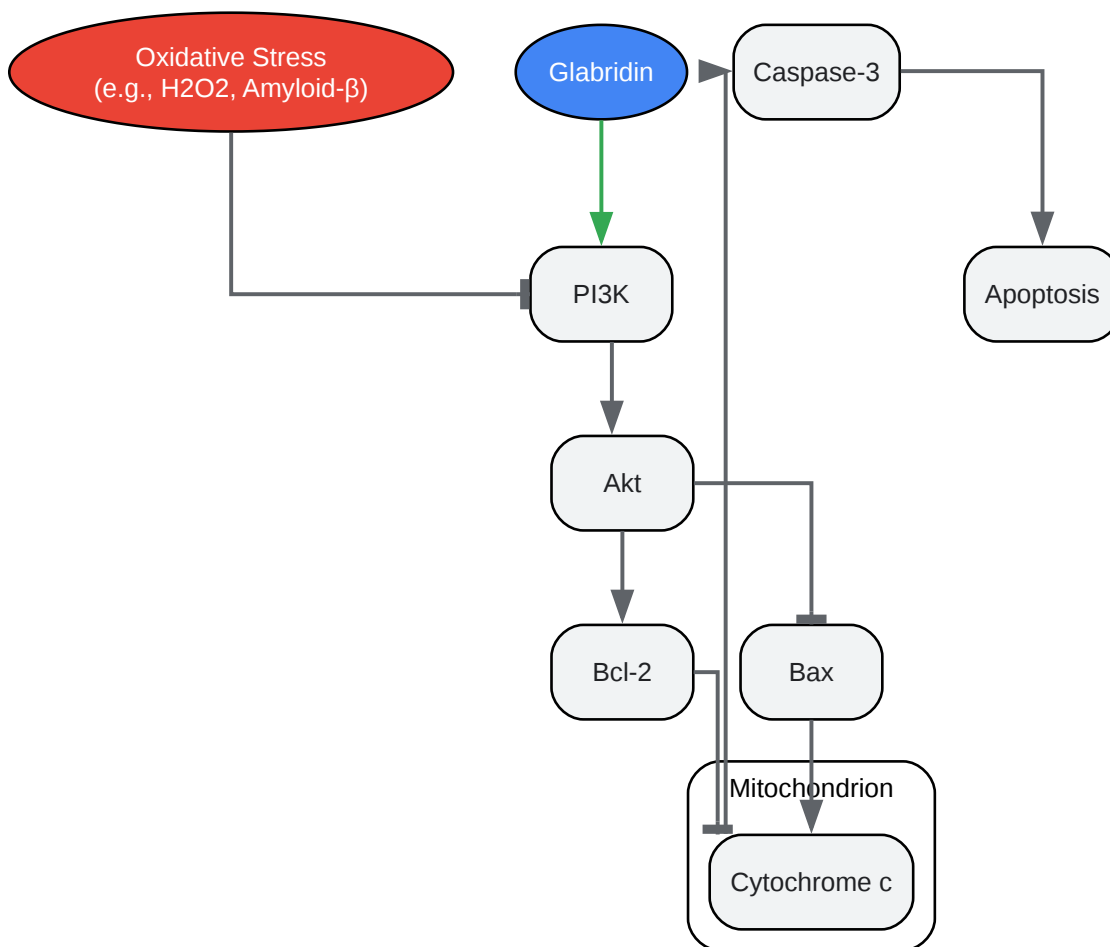 Oxidative Stress
(e.g., H2O2, Amyloid-β)
Glabridin
Caspase-3
PI3K
Apoptosis
Akt
Bcl-2
Bax
Mitochondrion
Cytochrome c